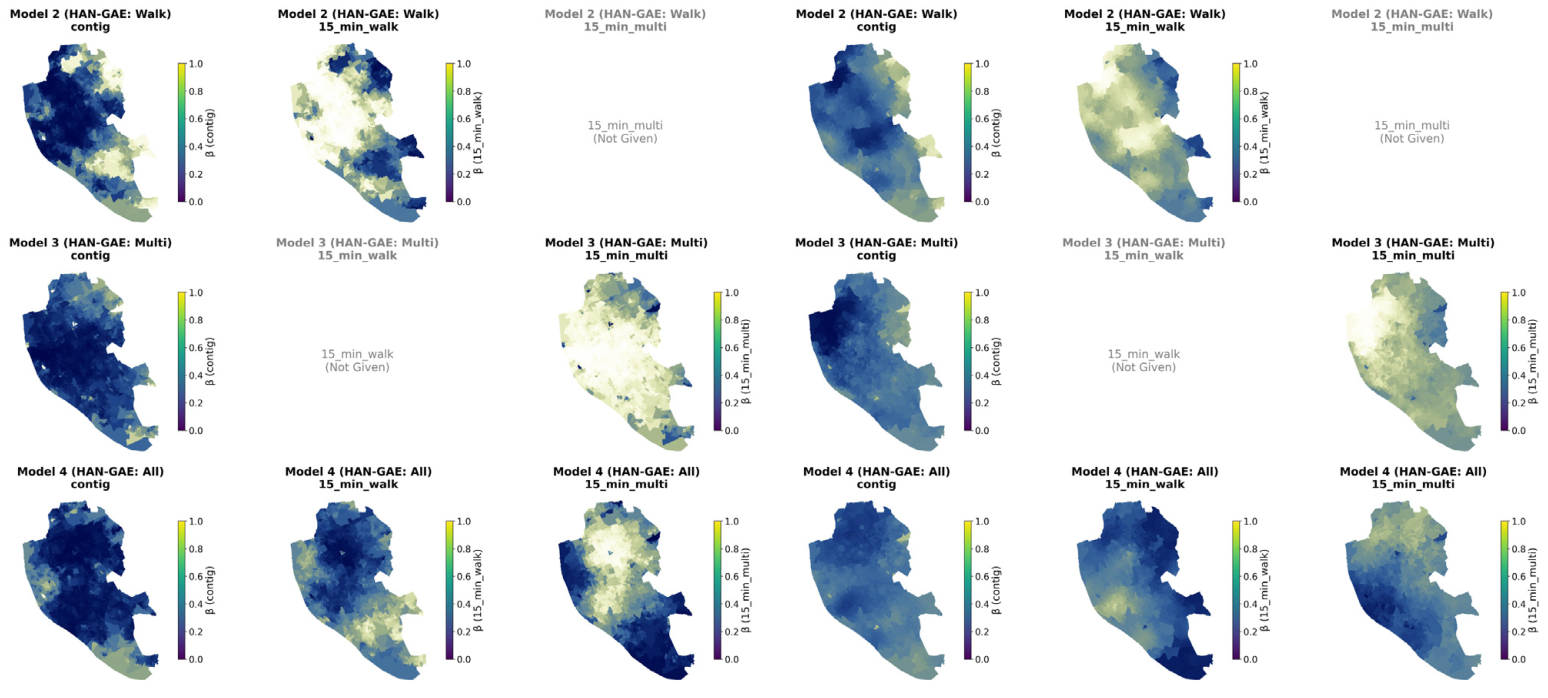 Model 2 (HAN-GAE: Walk)
contig
1.0
0.8
0.6
0.4
0.2
0.0
β (contig)
Model 2 (HAN-GAE: Walk)
15_min_walk
1.0
0.8
0.6
0.4
0.2
0.0
β (15_min_walk)
Model 2 (HAN-GAE: Walk)
15_min_multi
15_min_multi
(Not Given)
Model 2 (HAN-GAE: Walk)
contig
1.0
0.8
0.6
0.4
0.2
0.0
β (contig)
Model 2 (HAN-GAE: Walk)
15_min_walk
1.0
0.8
0.6
0.4
0.2
0.0
β (15_min_walk)
Model 2 (HAN-GAE: Walk)
15_min_multi
15_min_multi
(Not Given)
Model 3 (HAN-GAE: Multi)
contig
1.0
0.8
0.6
0.4
0.2
0.0
β (contig)
Model 3 (HAN-GAE: Multi)
15_min_walk
15_min_walk
(Not Given)
Model 3 (HAN-GAE: Multi)
15_min_multi
1.0
0.8
0.6
0.4
0.2
0.0
β (15_min_multi)
Model 3 (HAN-GAE: Multi)
contig
1.0
0.8
0.6
0.4
0.2
0.0
β (contig)
Model 3 (HAN-GAE: Multi)
15_min_walk
15_min_walk
(Not Given)
Model 3 (HAN-GAE: Multi)
15_min_multi
1.0
0.8
0.6
0.4
0.2
0.0
β (15_min_multi)
Model 4 (HAN-GAE: All)
contig
1.0
0.8
0.6
0.4
0.2
0.0
β (contig)
Model 4 (HAN-GAE: All)
15_min_walk
1.0
0.8
0.6
0.4
0.2
0.0
β (15_min_walk)
Model 4 (HAN-GAE: All)
15_min_multi
1.0
0.8
0.6
0.4
0.2
0.0
β (15_min_multi)
Model 4 (HAN-GAE: All)
contig
1.0
0.8
0.6
0.4
0.2
0.0
β (contig)
Model 4 (HAN-GAE: All)
15_min_walk
1.0
0.8
0.6
0.4
0.2
0.0
β (15_min_walk)
Model 4 (HAN-GAE: All)
15_min_multi
1.0
0.8
0.6
0.4
0.2
0.0
β (15_min_multi)